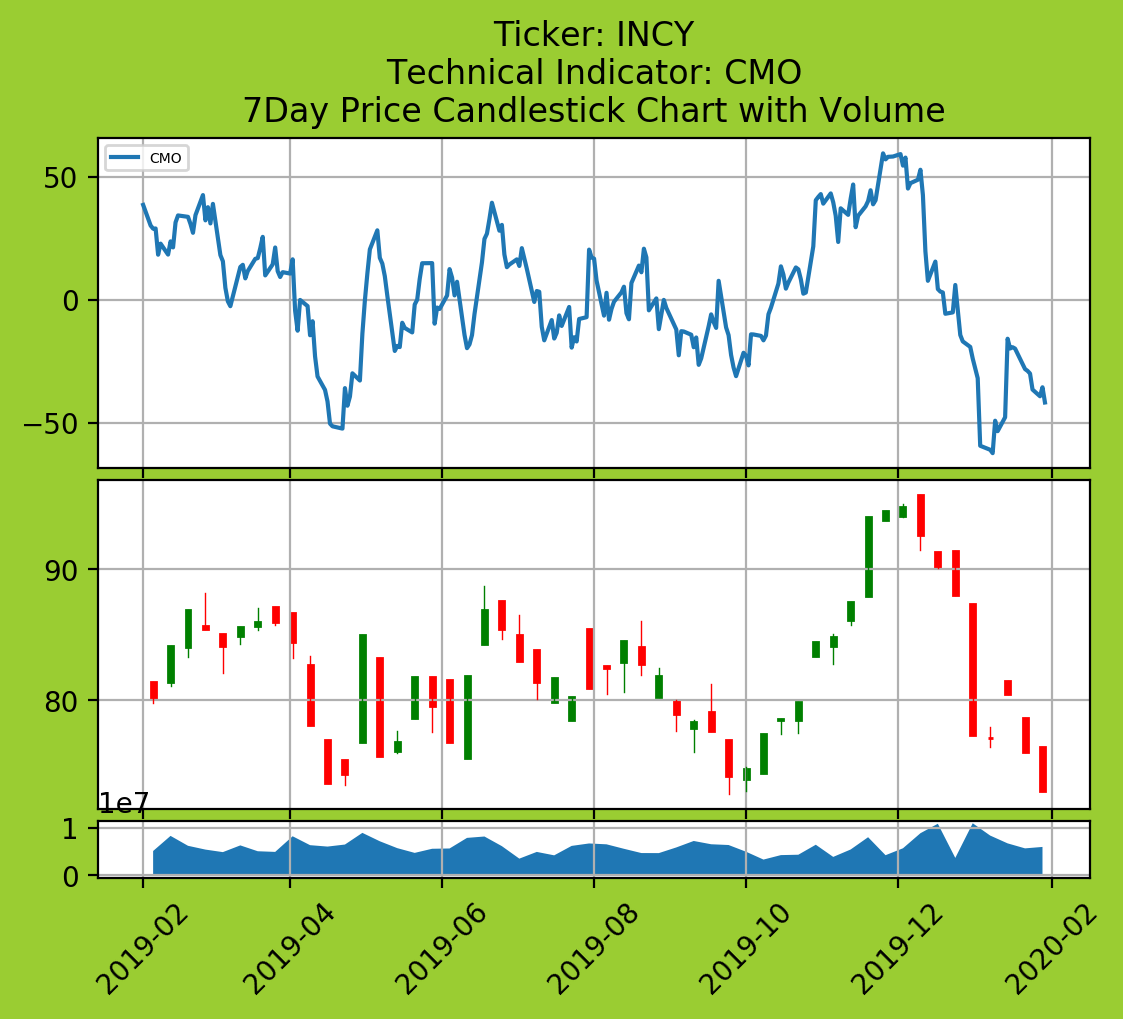 Ticker: INCY
Technical Indicator: CMO
7Day Price Candlestick Chart with Volume
CMO
50
0
−50
90
80
1e7
1
0
2019-02
2019-04
2019-06
2019-08
2019-10
2019-12
2020-02